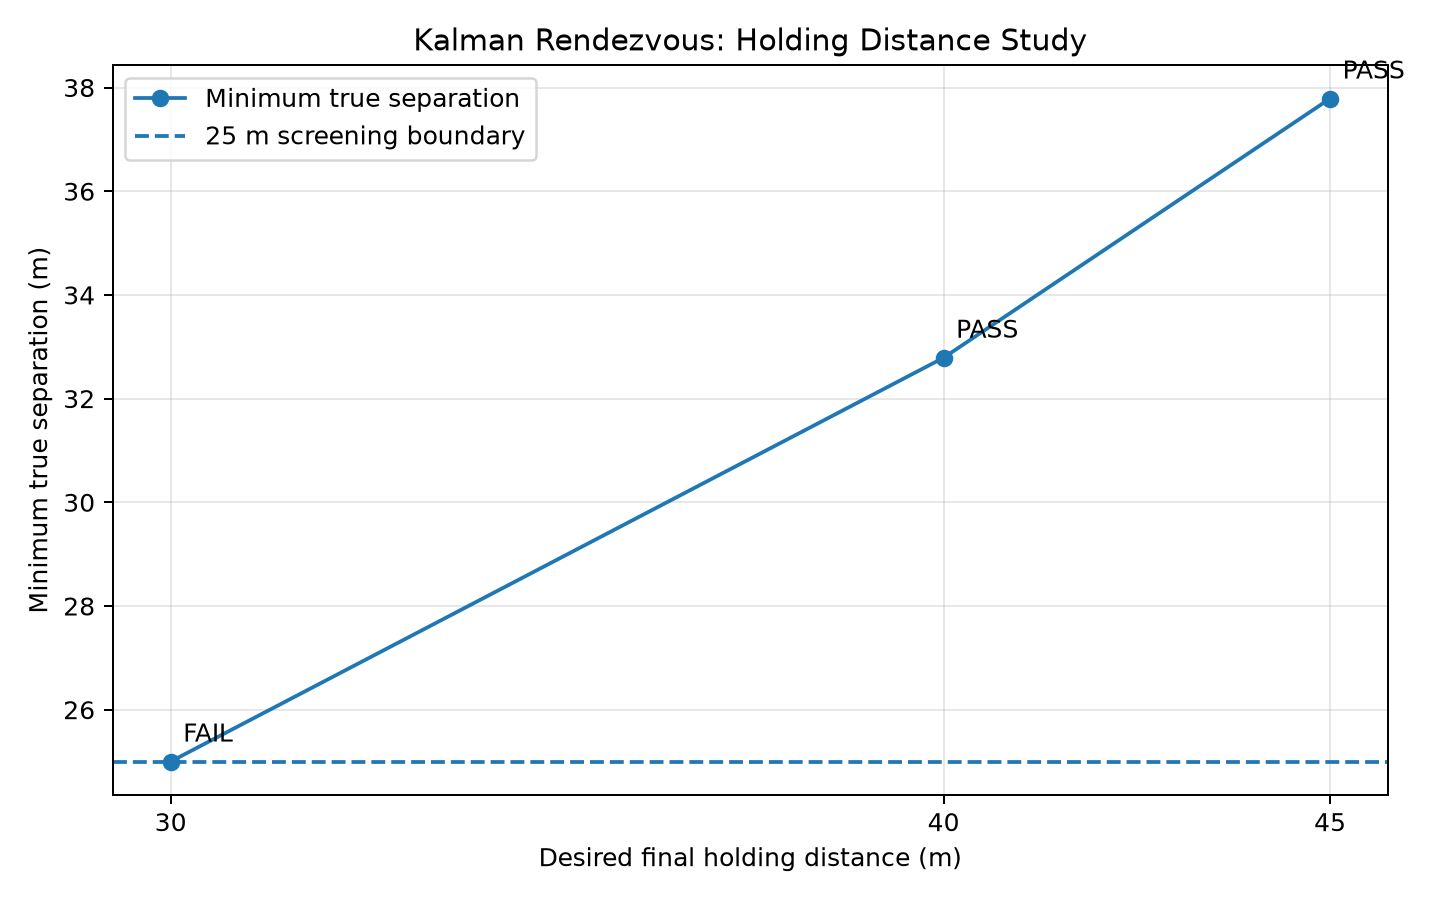 Kalman Rendezvous: Holding Distance Study
PASS
Minimum true separation
25 m screening boundary
38
36
34
32
30
28
26
Minimum true separation (m)
PASS
FAIL
30
40
45
Desired final holding distance (m)